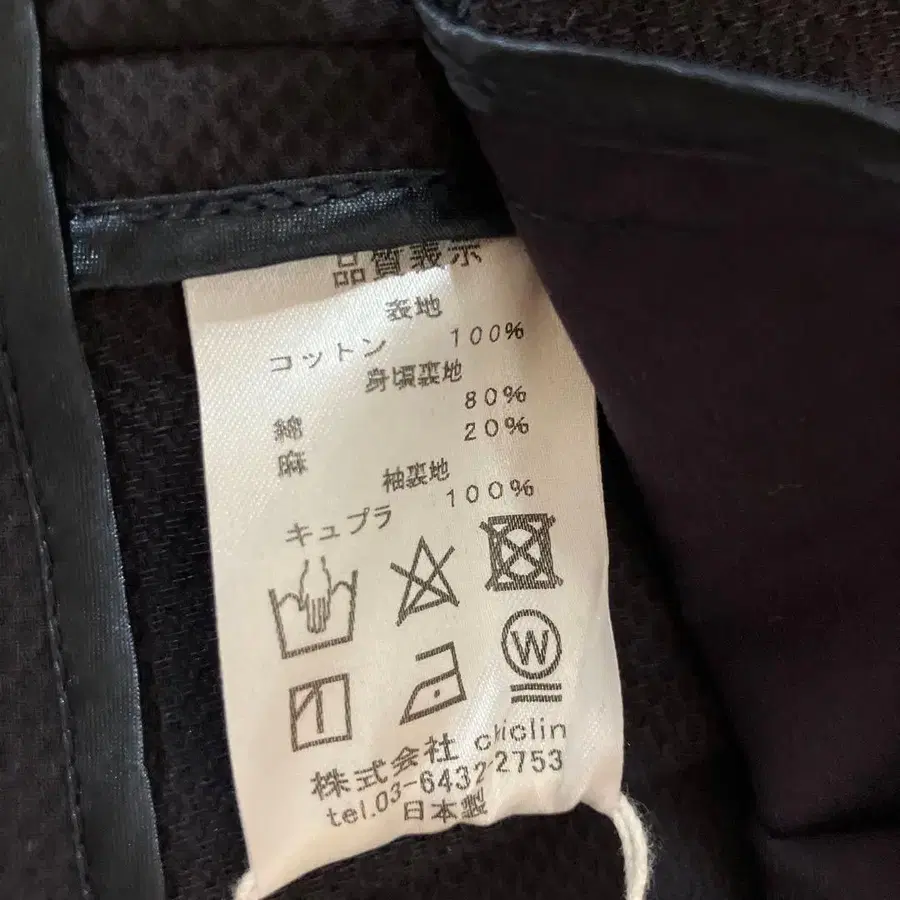 品質表示
表地
コットン 100%
身頃裏地
綿 80%
麻 20%
袖裏地
キュプラ 100%
W
株式会社 chiclin
tel.03-6432-2753
日本製